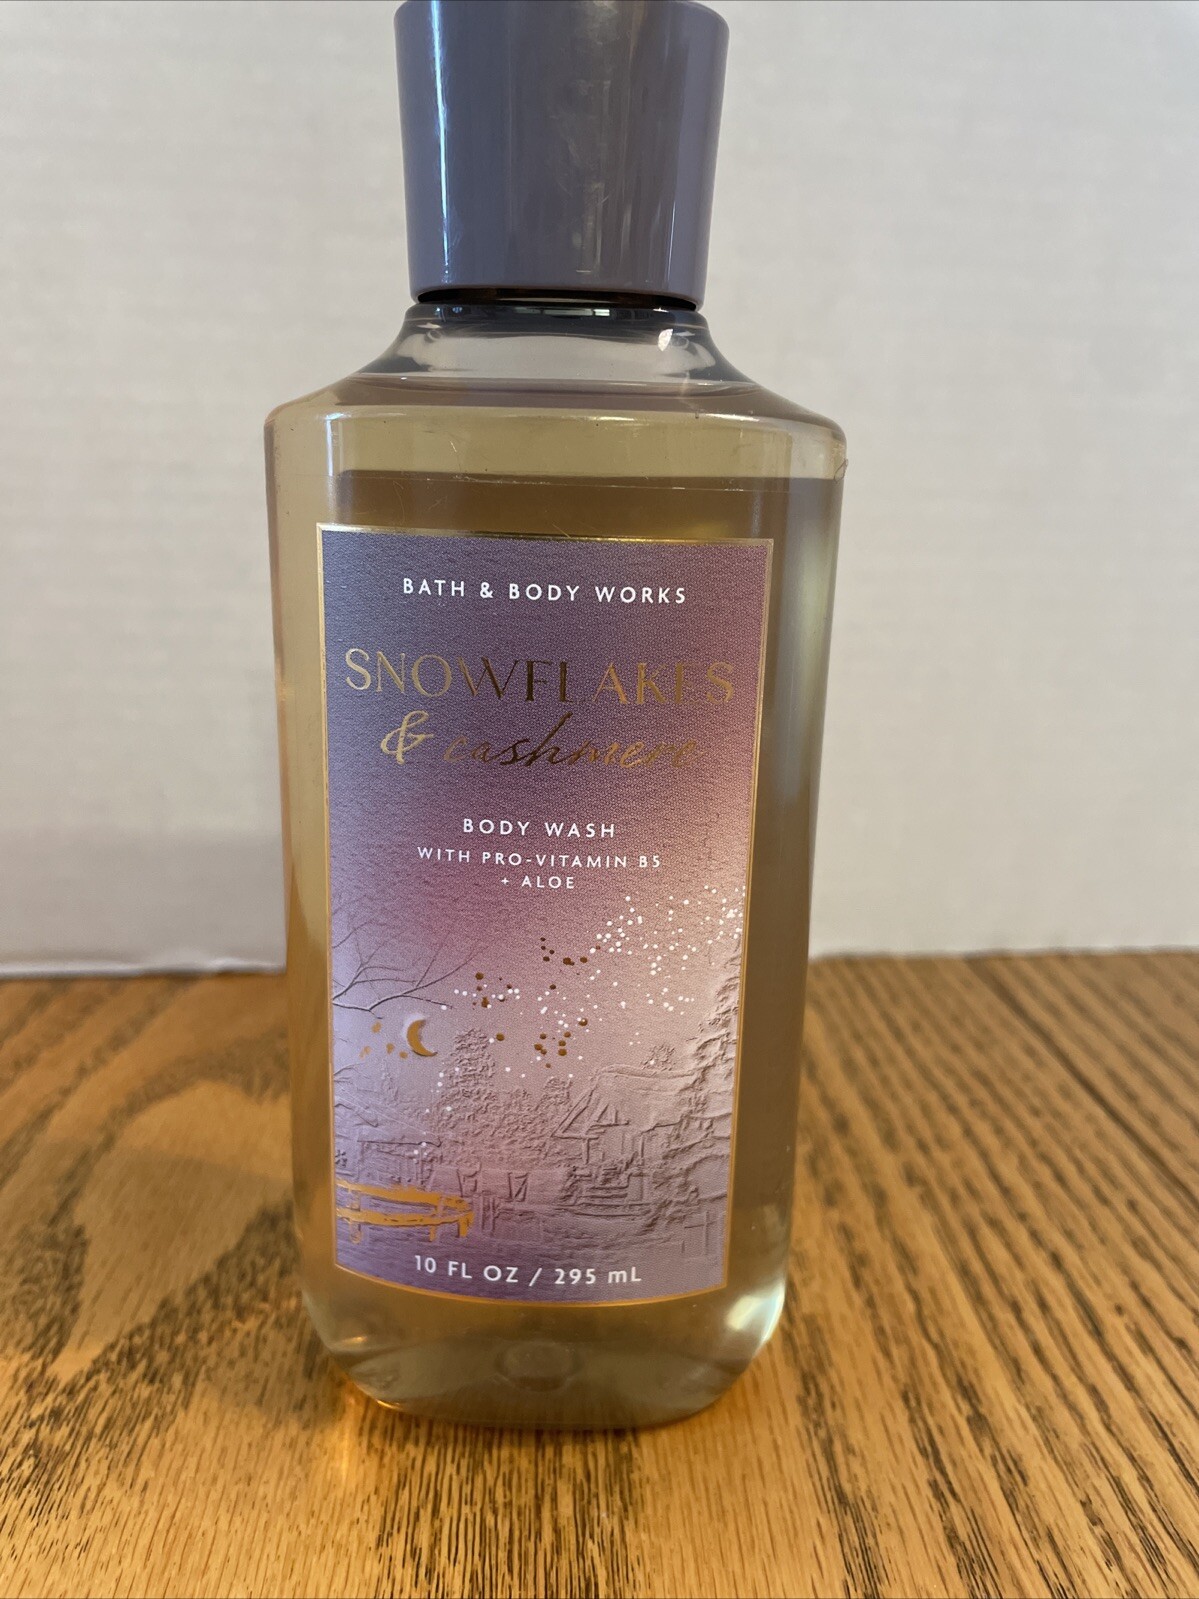 BATH & BODY WORKS
SNOWFLAKES
& cashmere
BODY WASH
WITH PRO-VITAMIN B5
+ ALOE
10 FL OZ / 295 mL